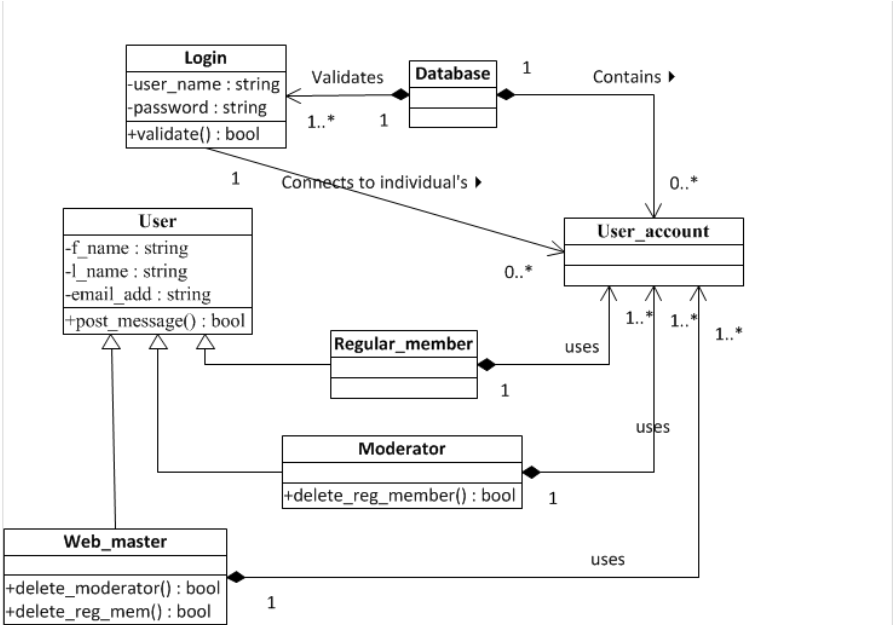 Login
-user_name : string
-password : string
+validate() : bool
Validates
1..*
1
Database
1
Contains
0..*
1
Connects to individual's
0..*
User
-f_name : string
-l_name : string
-email_add : string
+post_message() : bool
User_account
1..*
1..*
1..*
Regular_member
1
uses
Moderator
+delete_reg_member() : bool
1
uses
Web_master
+delete_moderator() : bool
+delete_reg_mem() : bool
1
uses